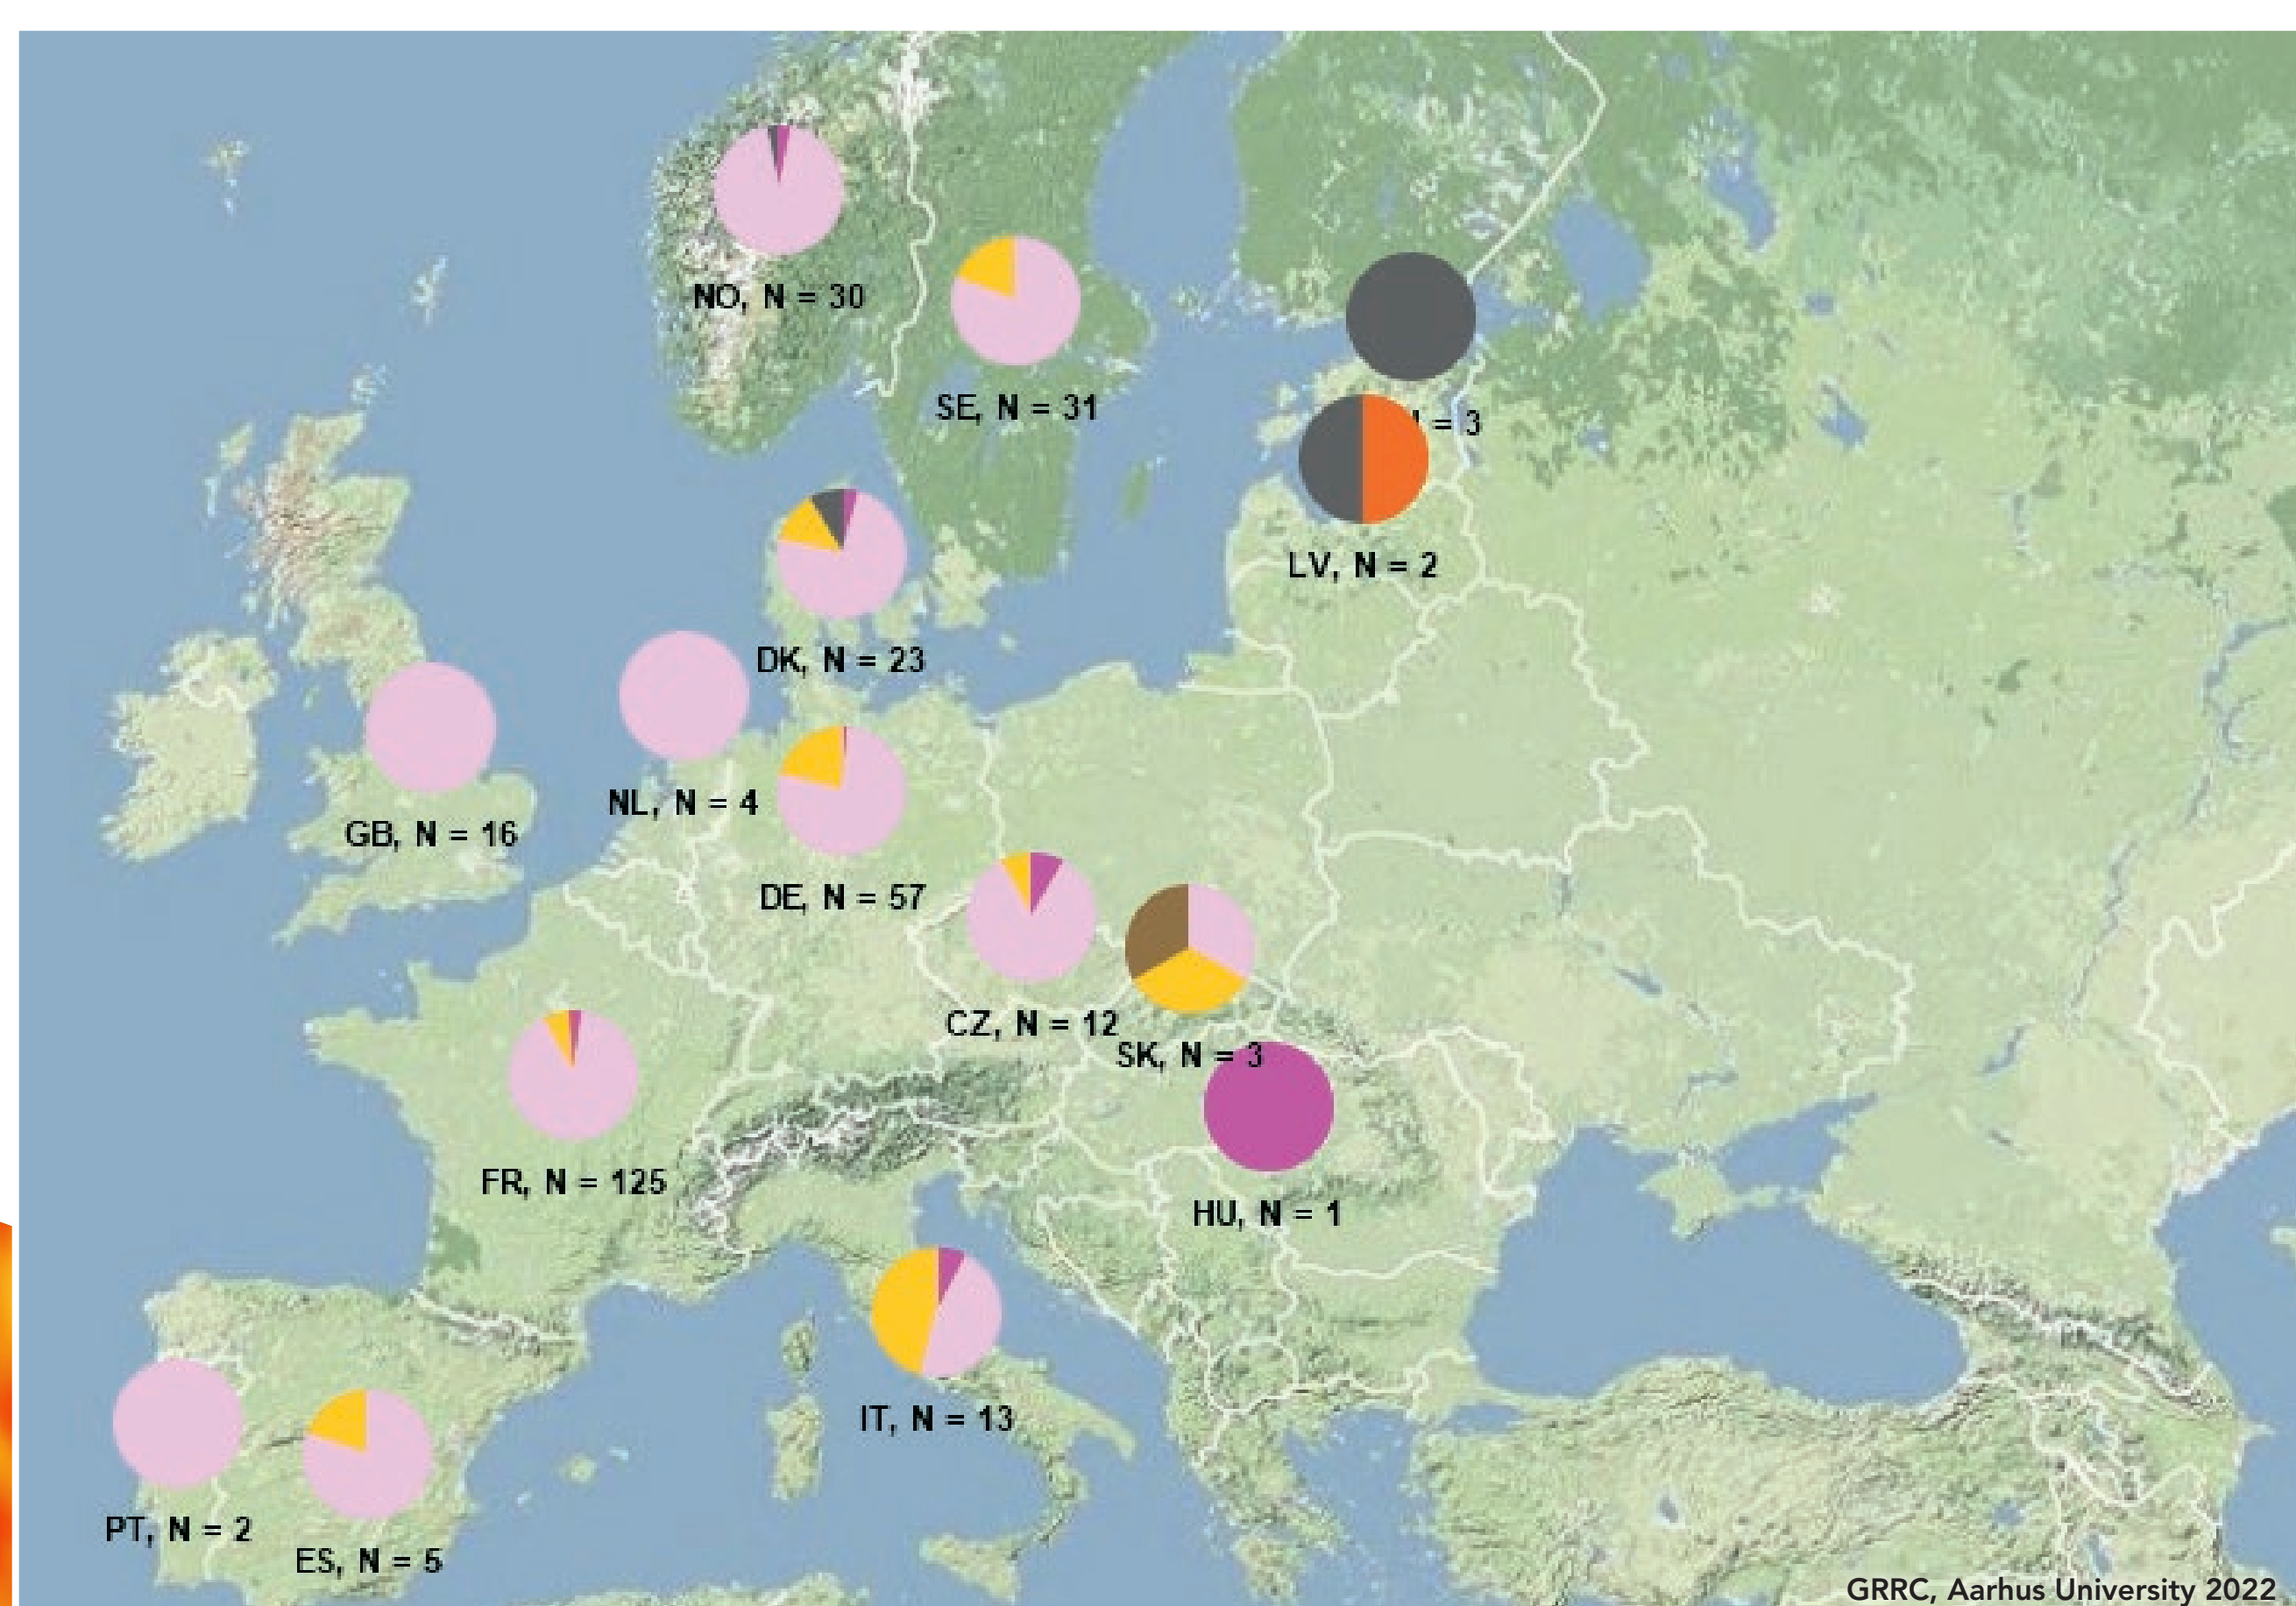 NO, N = 30
SE, N = 31
= 3
LV, N = 2
DK, N = 23
GB, N = 16
NL, N = 4
DE, N = 57
CZ, N = 12
SK, N = 3
FR, N = 125
HU, N = 1
IT, N = 13
PT, N = 2
ES, N = 5
GRRC, Aarhus University 2022